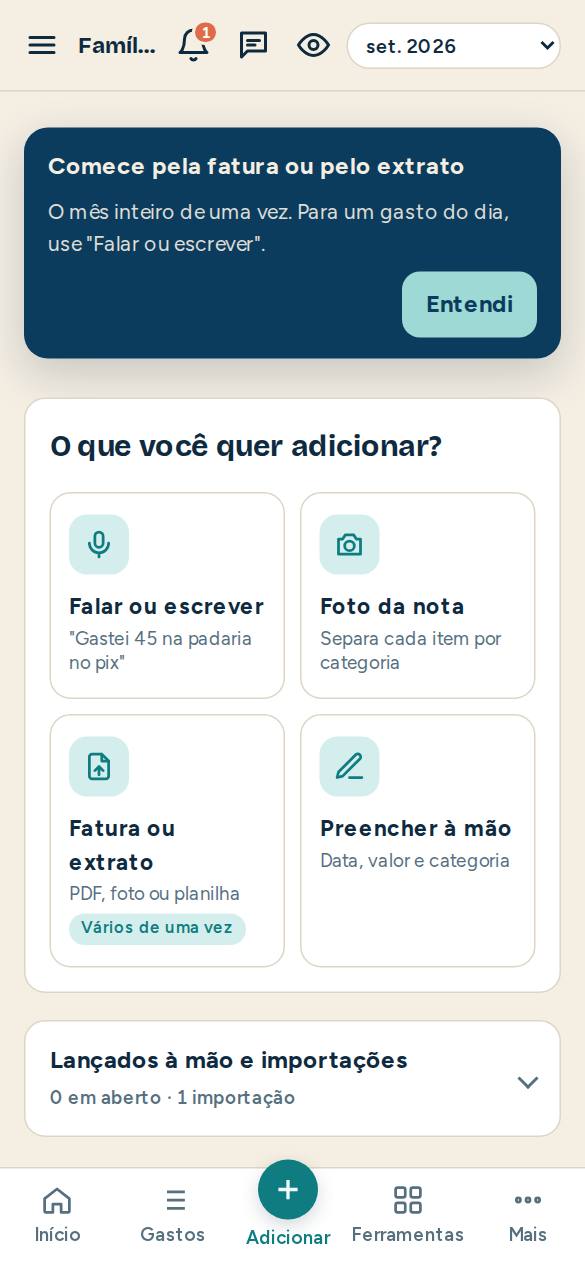 Famíl...
1
set. 2026
Comece pela fatura ou pelo extrato
O mês inteiro de uma vez. Para um gasto do dia,
use "Falar ou escrever".
Entendi
O que você quer adicionar?
Falar ou escrever
"Gastei 45 na padaria
no pix"
Foto da nota
Separa cada item por
categoria
Fatura ou
extrato
PDF, foto ou planilha
Vários de uma vez
Preencher à mão
Data, valor e categoria
Lançados à mão e importações
0 em aberto · 1 importação
Início
Gastos
Adicionar
Ferramentas
Mais